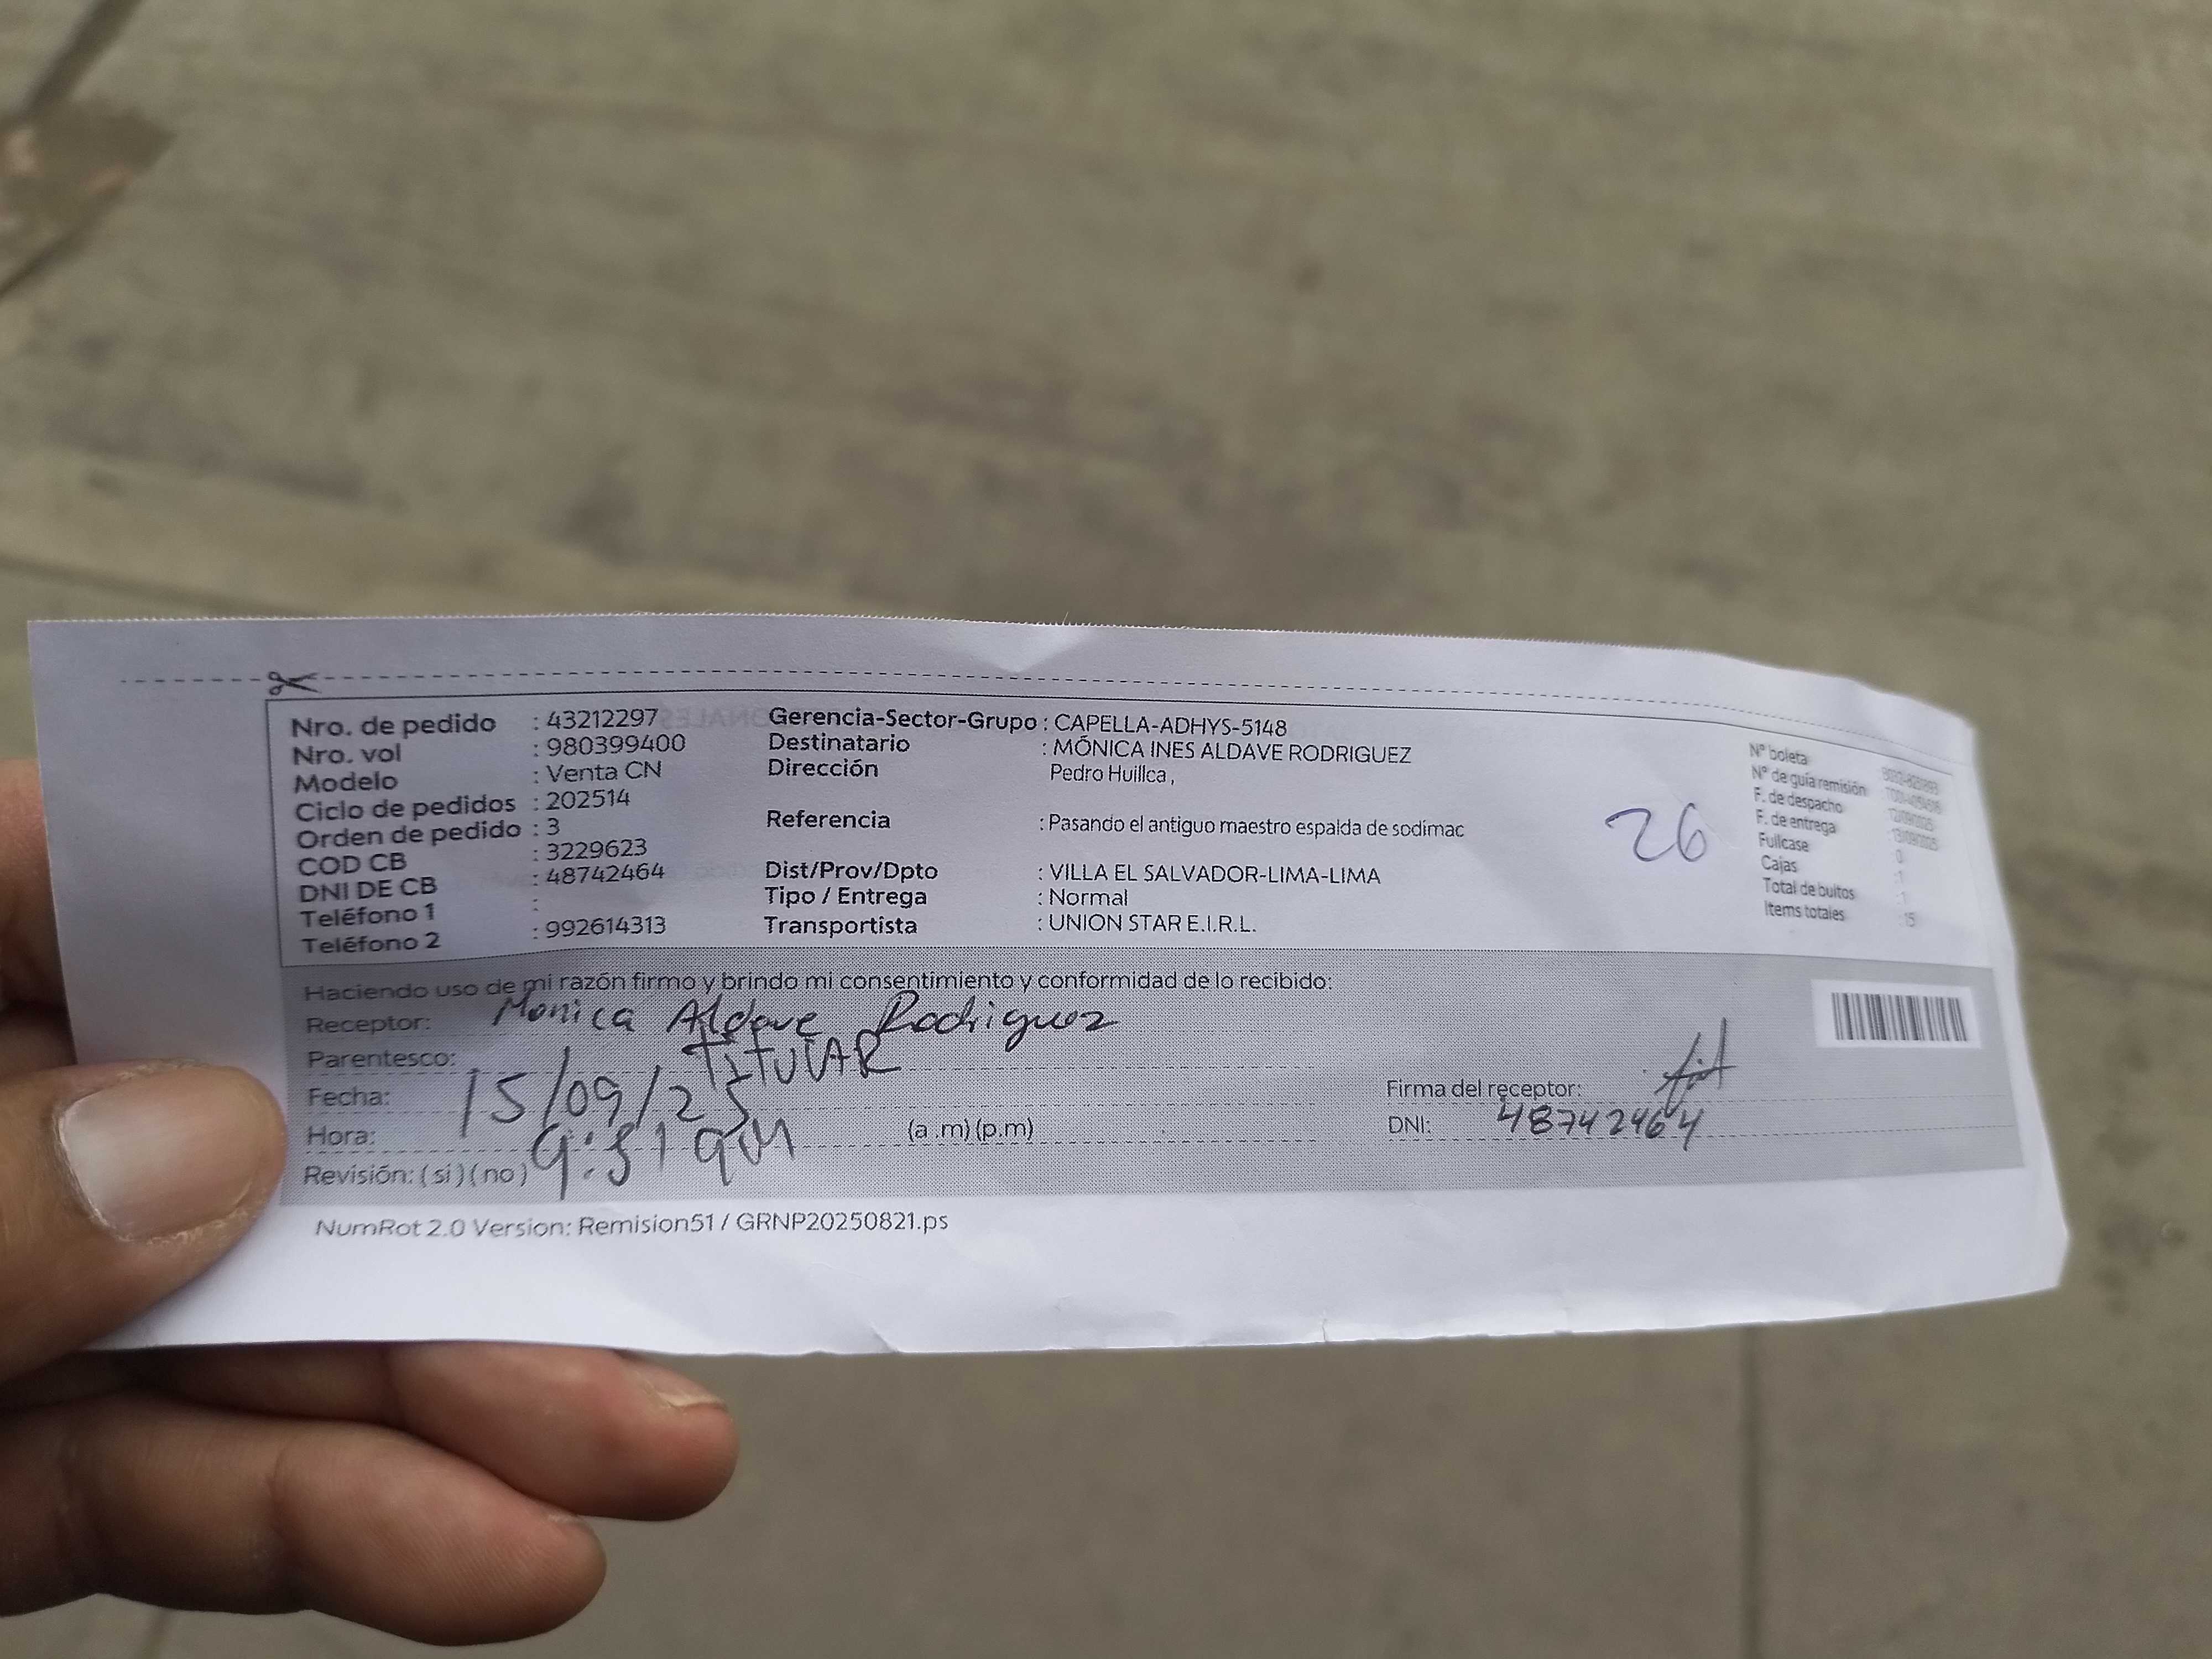 Nro. de pedido : 43212297
Nro. vol : 980399400
Modelo : Venta CN
Ciclo de pedidos : 202514
Orden de pedido : 3
COD CB : 3229623
DNI DE CB : 48742464
Teléfono 1 :
Teléfono 2 : 992614313
Gerencia-Sector-Grupo : CAPELLA-ADHYS-5148
Destinatario : MÓNICA INES ALDAVE RODRIGUEZ
Dirección Pedro Huillca ,
Referencia : Pasando el antiguo maestro espalda de sodimac
Dist/Prov/Dpto : VILLA EL SALVADOR-LIMA-LIMA
Tipo / Entrega : Normal
Transportista : UNION STAR E.I.R.L.
26
N° boleta
N° de guía remisión
F. de despacho
F. de entrega
Fullcase 0
Cajas : 1
Total de bultos : 1
Items totales 15
Haciendo uso de mi razón firmo y brindo mi consentimiento y conformidad de lo recibido:
Receptor: Monica Aldave Rodriguez
Parentesco: TITULAR
Fecha: 15/09/25
Hora: 9:51 am (a .m) (p.m)
Revisión: ( si ) ( no )
Firma del receptor:
DNI: 48742464
NumRot 2.0 Version: Remision51 / GRNP20250821.ps